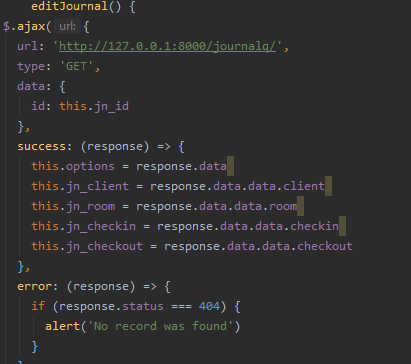 editJournal() {
$.ajax( url: {
url: 'http://127.0.0.1:8000/journalq/',
type: 'GET',
data: {
id: this.jn_id
},
success: (response) => {
this.options = response.data
this.jn_client = response.data.data.client
this.jn_room = response.data.data.room
this.jn_checkin = response.data.data.checkin
this.jn_checkout = response.data.data.checkout
},
error: (response) => {
if (response.status === 404) {
alert('No record was found')
}
}